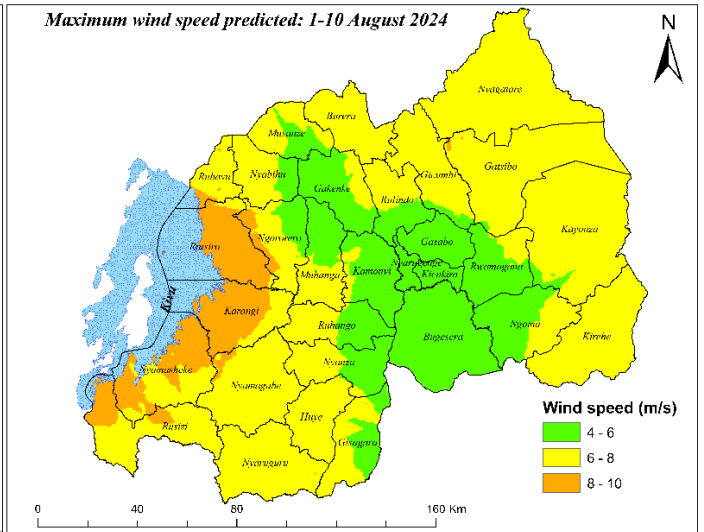 Maximum wind speed predicted: 1-10 August 2024
N
Nyagatare
Burera
Musanze
Gatsibo
Gicumbi
Rubavu
Nyabihu
Gakenke
Rulindo
Kayonza
Rutsiro
Ngororero
Gasabo
Nyarugenge
Kicukiro
Rwamagana
Muhanga
Kamonyi
Kivu
Karongi
Ruhango
Bugesera
Ngoma
Kirehe
Nyanza
Nyamasheke
Nyamagabe
Huye
Rusizi
Gisagara
Nyaruguru
Wind speed (m/s)
4 - 6
6 - 8
8 - 10
0 40 80 160 Km